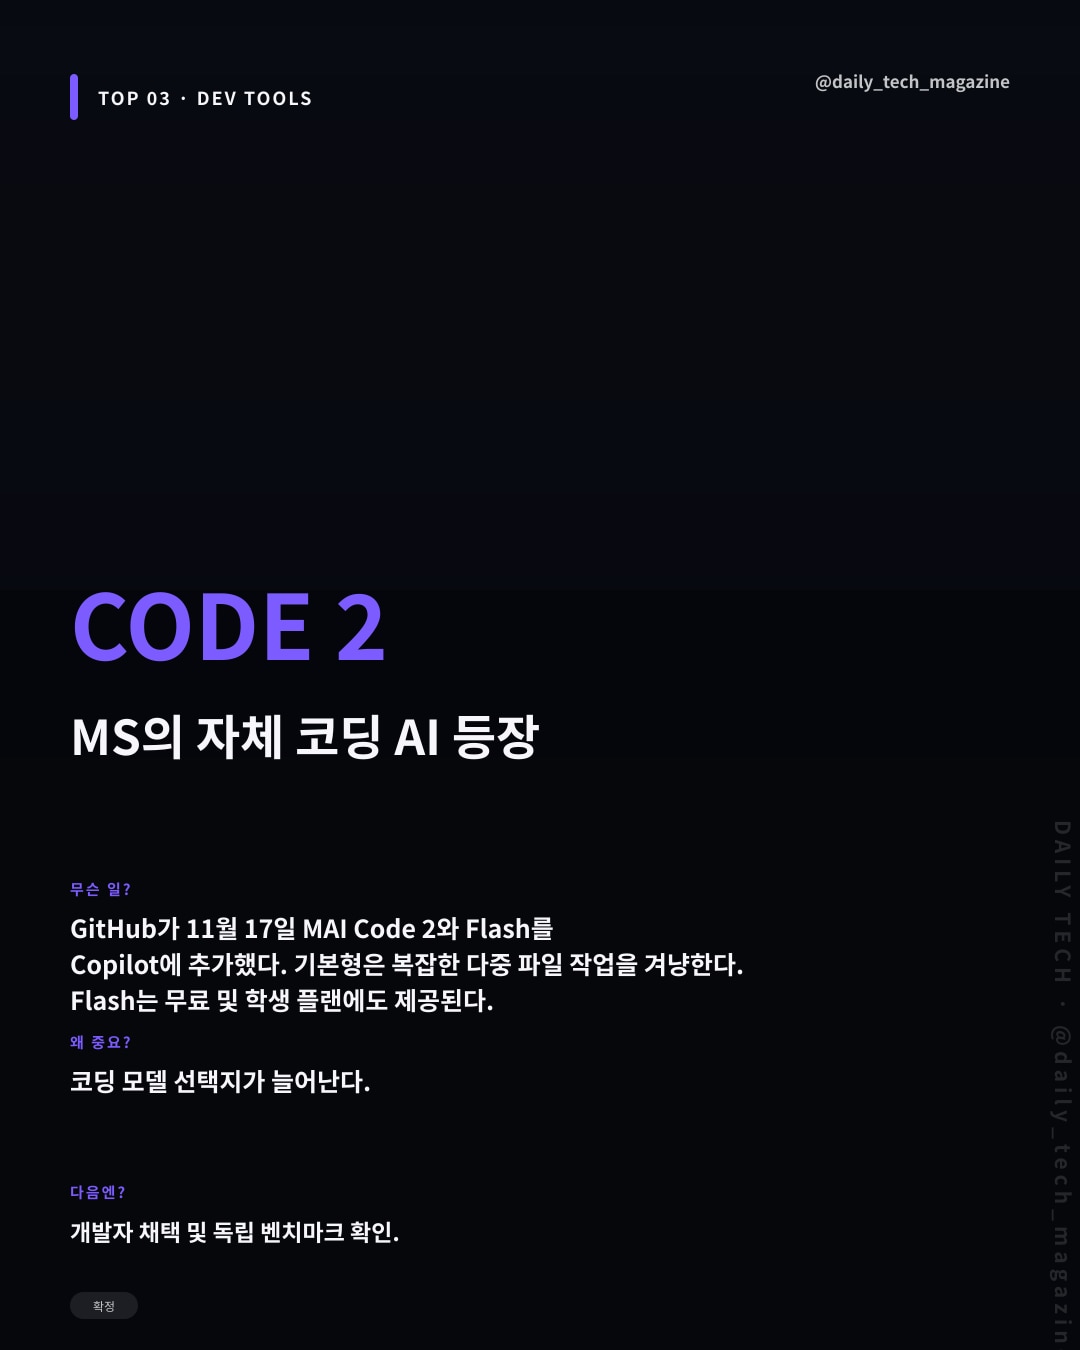 TOP 03 · DEV TOOLS
@daily_tech_magazine
CODE 2
MS의 자체 코딩 AI 등장
무슨 일?
GitHub가 11월 17일 MAI Code 2와 Flash를
Copilot에 추가했다. 기본형은 복잡한 다중 파일 작업을 겨냥한다.
Flash는 무료 및 학생 플랜에도 제공된다.
왜 중요?
코딩 모델 선택지가 늘어난다.
다음엔?
개발자 채택 및 독립 벤치마크 확인.
확정
DAILY TECH · @daily_tech_magazin